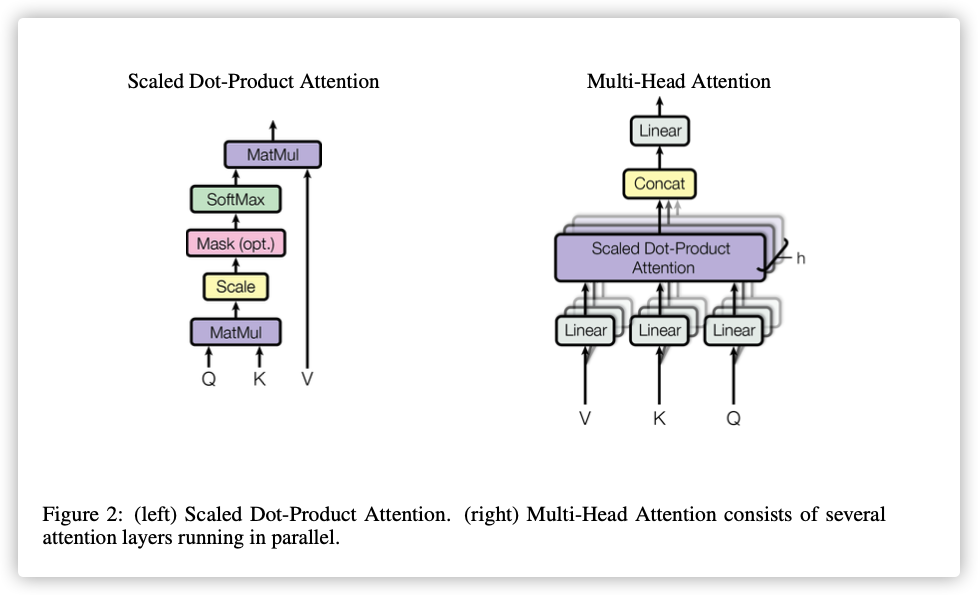 Scaled Dot-Product Attention
MatMul
SoftMax
Mask (opt.)
Scale
MatMul
Q K V
Multi-Head Attention
Linear
Concat
Scaled Dot-Product
Attention
h
Linear Linear Linear
V K Q
Figure 2: (left) Scaled Dot-Product Attention. (right) Multi-Head Attention consists of several
attention layers running in parallel.